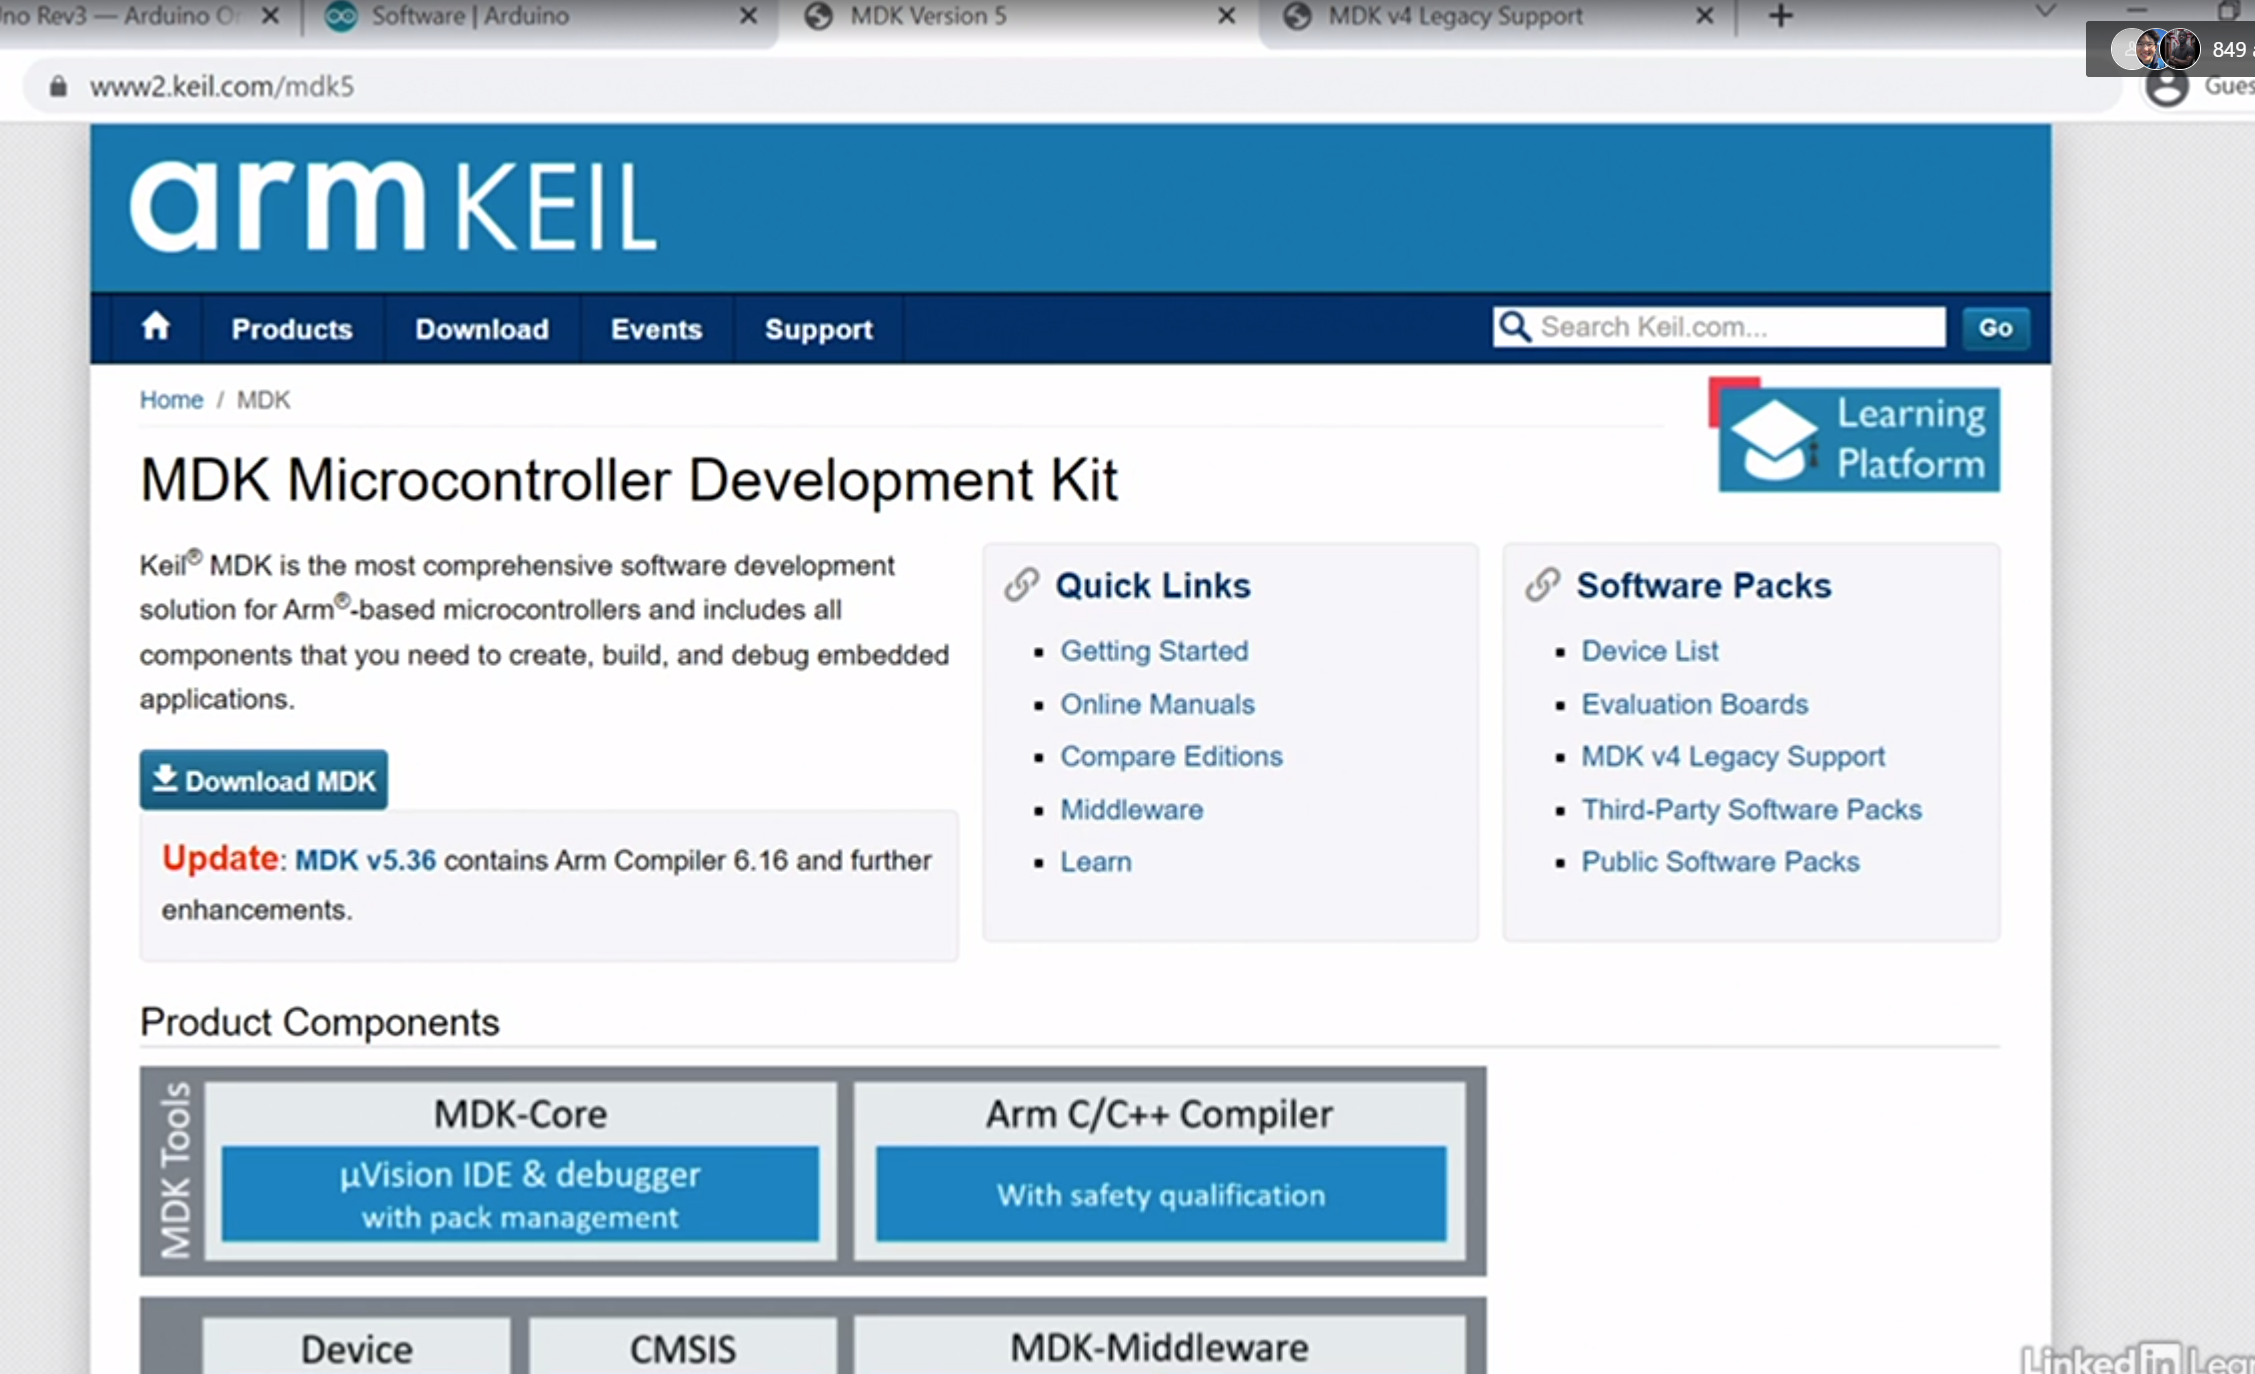 no Rev3 — Arduino O
Software | Arduino
MDK Version 5
MDK v4 Legacy Support
849
www2.keil.com/mdk5
arm KEIL
Products
Download
Events
Support
Search Keil.com...
Go
Home / MDK
Learning
Platform
MDK Microcontroller Development Kit
Keil® MDK is the most comprehensive software development
solution for Arm®-based microcontrollers and includes all
components that you need to create, build, and debug embedded
applications.
Download MDK
Update: MDK v5.36 contains Arm Compiler 6.16 and further
enhancements.
Quick Links
Getting Started
Online Manuals
Compare Editions
Middleware
Learn
Software Packs
Device List
Evaluation Boards
MDK v4 Legacy Support
Third-Party Software Packs
Public Software Packs
Product Components
MDK Tools
MDK-Core
µVision IDE & debugger
with pack management
Arm C/C++ Compiler
With safety qualification
Device
CMSIS
MDK-Middleware
Linked in Lear